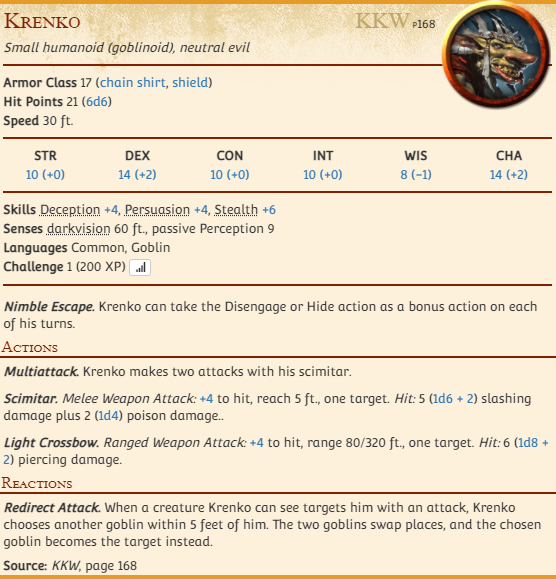 Krenko
KKW P168
Small humanoid (goblinoid), neutral evil
Armor Class 17 (chain shirt, shield)
Hit Points 21 (6d6)
Speed 30 ft.
STR DEX CON INT WIS CHA
10 (+0) 14 (+2) 10 (+0) 10 (+0) 8 (−1) 14 (+2)
Skills Deception +4, Persuasion +4, Stealth +6
Senses darkvision 60 ft., passive Perception 9
Languages Common, Goblin
Challenge 1 (200 XP)
Nimble Escape. Krenko can take the Disengage or Hide action as a bonus action on each
of his turns.
Actions
Multiattack. Krenko makes two attacks with his scimitar.
Scimitar. Melee Weapon Attack: +4 to hit, reach 5 ft., one target. Hit: 5 (1d6 + 2) slashing
damage plus 2 (1d4) poison damage..
Light Crossbow. Ranged Weapon Attack: +4 to hit, range 80/320 ft., one target. Hit: 6 (1d8 +
2) piercing damage.
Reactions
Redirect Attack. When a creature Krenko can see targets him with an attack, Krenko
chooses another goblin within 5 feet of him. The two goblins swap places, and the chosen
goblin becomes the target instead.
Source: KKW, page 168